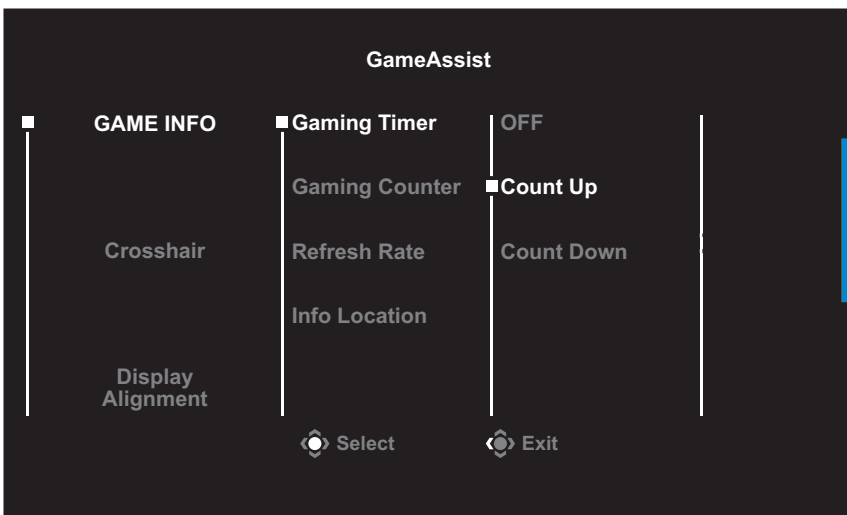 GameAssist
GAME INFO Gaming Timer OFF
Gaming Counter Count Up
Crosshair Refresh Rate Count Down
Info Location
Display
Alignment
Select Exit